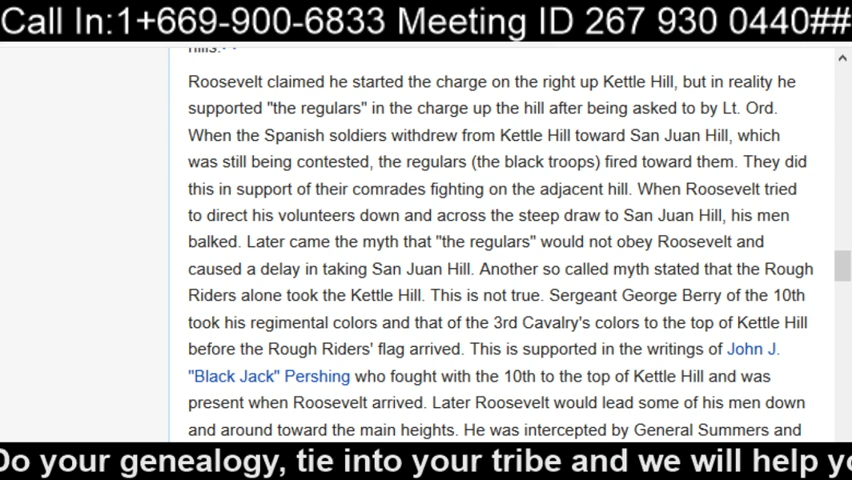 Call In:1+669-900-6833 Meeting ID 267 930 0440##
hills.
Roosevelt claimed he started the charge on the right up Kettle Hill, but in reality he
supported "the regulars" in the charge up the hill after being asked to by Lt. Ord.
When the Spanish soldiers withdrew from Kettle Hill toward San Juan Hill, which
was still being contested, the regulars (the black troops) fired toward them. They did
this in support of their comrades fighting on the adjacent hill. When Roosevelt tried
to direct his volunteers down and across the steep draw to San Juan Hill, his men
balked. Later came the myth that "the regulars" would not obey Roosevelt and
caused a delay in taking San Juan Hill. Another so called myth stated that the Rough
Riders alone took the Kettle Hill. This is not true. Sergeant George Berry of the 10th
took his regimental colors and that of the 3rd Cavalry's colors to the top of Kettle Hill
before the Rough Riders' flag arrived. This is supported in the writings of John J.
"Black Jack" Pershing who fought with the 10th to the top of Kettle Hill and was
present when Roosevelt arrived. Later Roosevelt would lead some of his men down
and around toward the main heights. He was intercepted by General Summers and
Do your genealogy, tie into your tribe and we will help